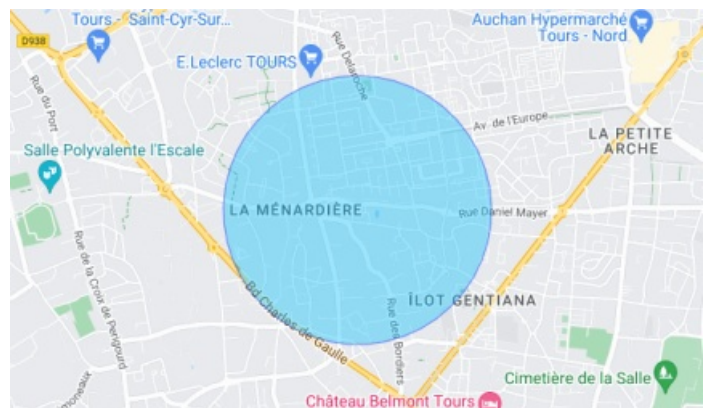 Tours - Saint-Cyr-Sur...
Auchan Hypermarché
Tours - Nord
D938
E.Leclerc TOURS
Rue Delaroche
Rue du Port
Av. de l'Europe
LA PETITE
ARCHE
Salle Polyvalente l'Escale
LA MÉNARDIÈRE
Rue Daniel Mayer
Rue de la Croix de Périgourd
Bd Charles de Gaulle
ÎLOT GENTIANA
Rue des Bordiers
Cimetière de la Salle
Château Belmont Tours